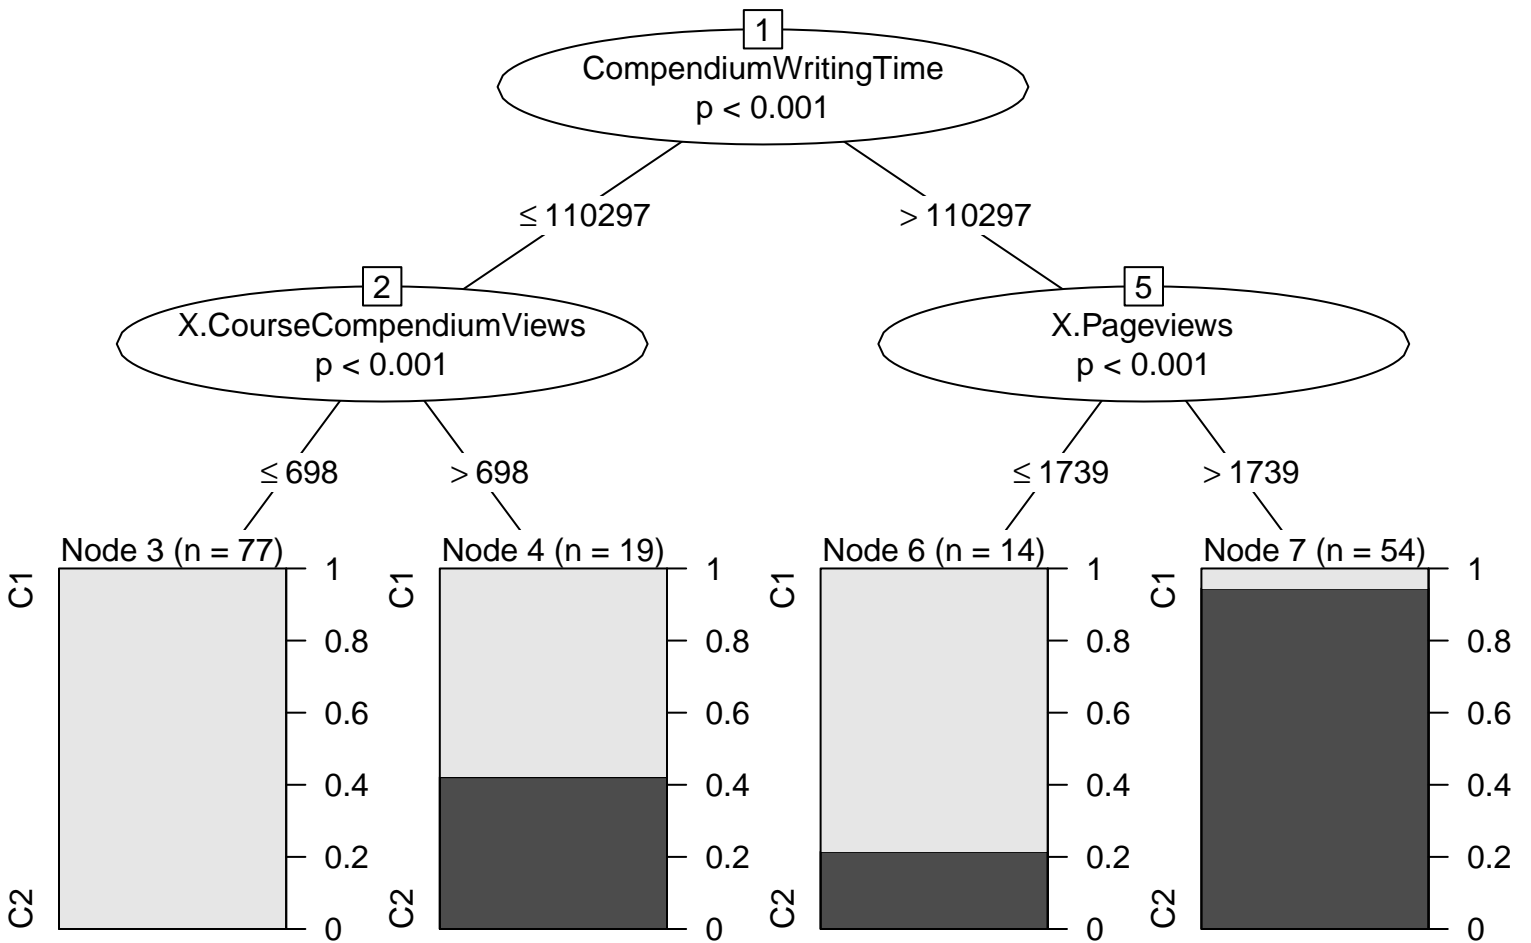 1
CompendiumWritingTime
p < 0.001
≤ 110297
> 110297
2
X.CourseCompendiumViews
p < 0.001
5
X.Pageviews
p < 0.001
≤ 698
> 698
≤ 1739
> 1739
Node 3 (n = 77)
C1
C2
1
0.8
0.6
0.4
0.2
0
Node 4 (n = 19)
C1
C2
1
0.8
0.6
0.4
0.2
0
Node 6 (n = 14)
C1
C2
1
0.8
0.6
0.4
0.2
0
Node 7 (n = 54)
C1
C2
1
0.8
0.6
0.4
0.2
0